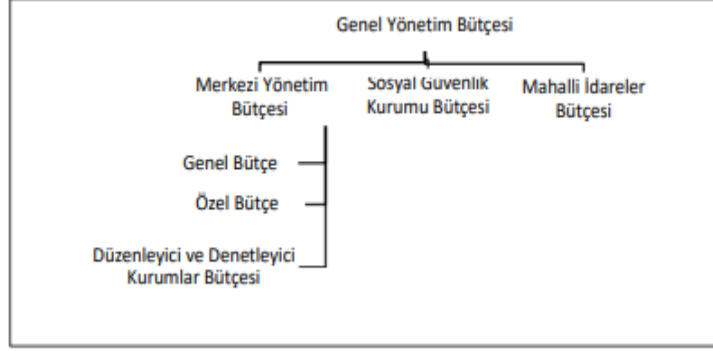 Genel Yönetim Bütçesi
Merkezi Yönetim
Bütçesi
Sosyal Güvenlik
Kurumu Bütçesi
Mahalli İdareler
Bütçesi
Genel Bütçe
Özel Bütçe
Düzenleyici ve Denetleyici
Kurumlar Bütçesi